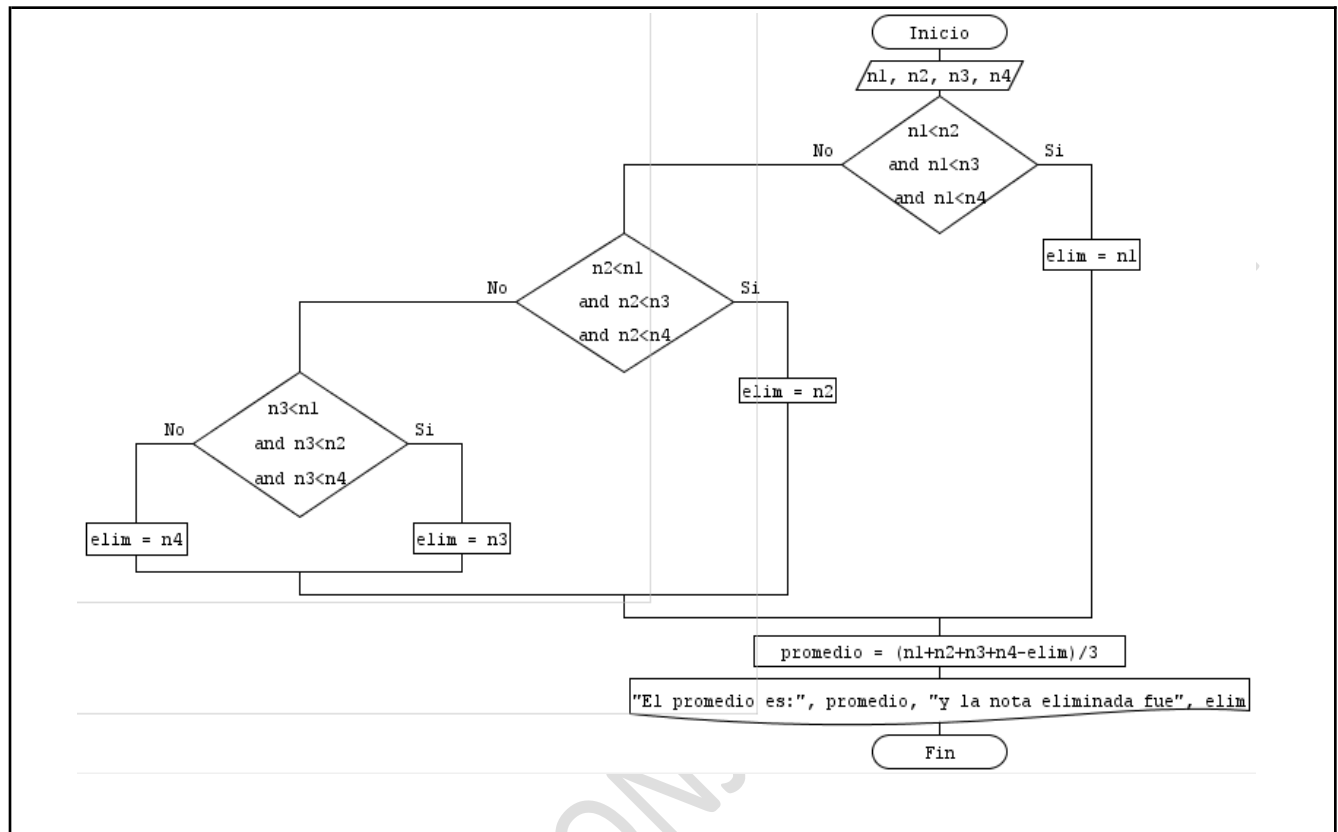 Inicio
n1, n2, n3, n4
n1<n2
and n1<n3
and n1<n4
No
Si
elim = n1
n2<n1
and n2<n3
and n2<n4
No
Si
elim = n2
n3<n1
and n3<n2
and n3<n4
No
Si
elim = n4
elim = n3
promedio = (n1+n2+n3+n4-elim)/3
"El promedio es:", promedio, "y la nota eliminada fue", elim
Fin